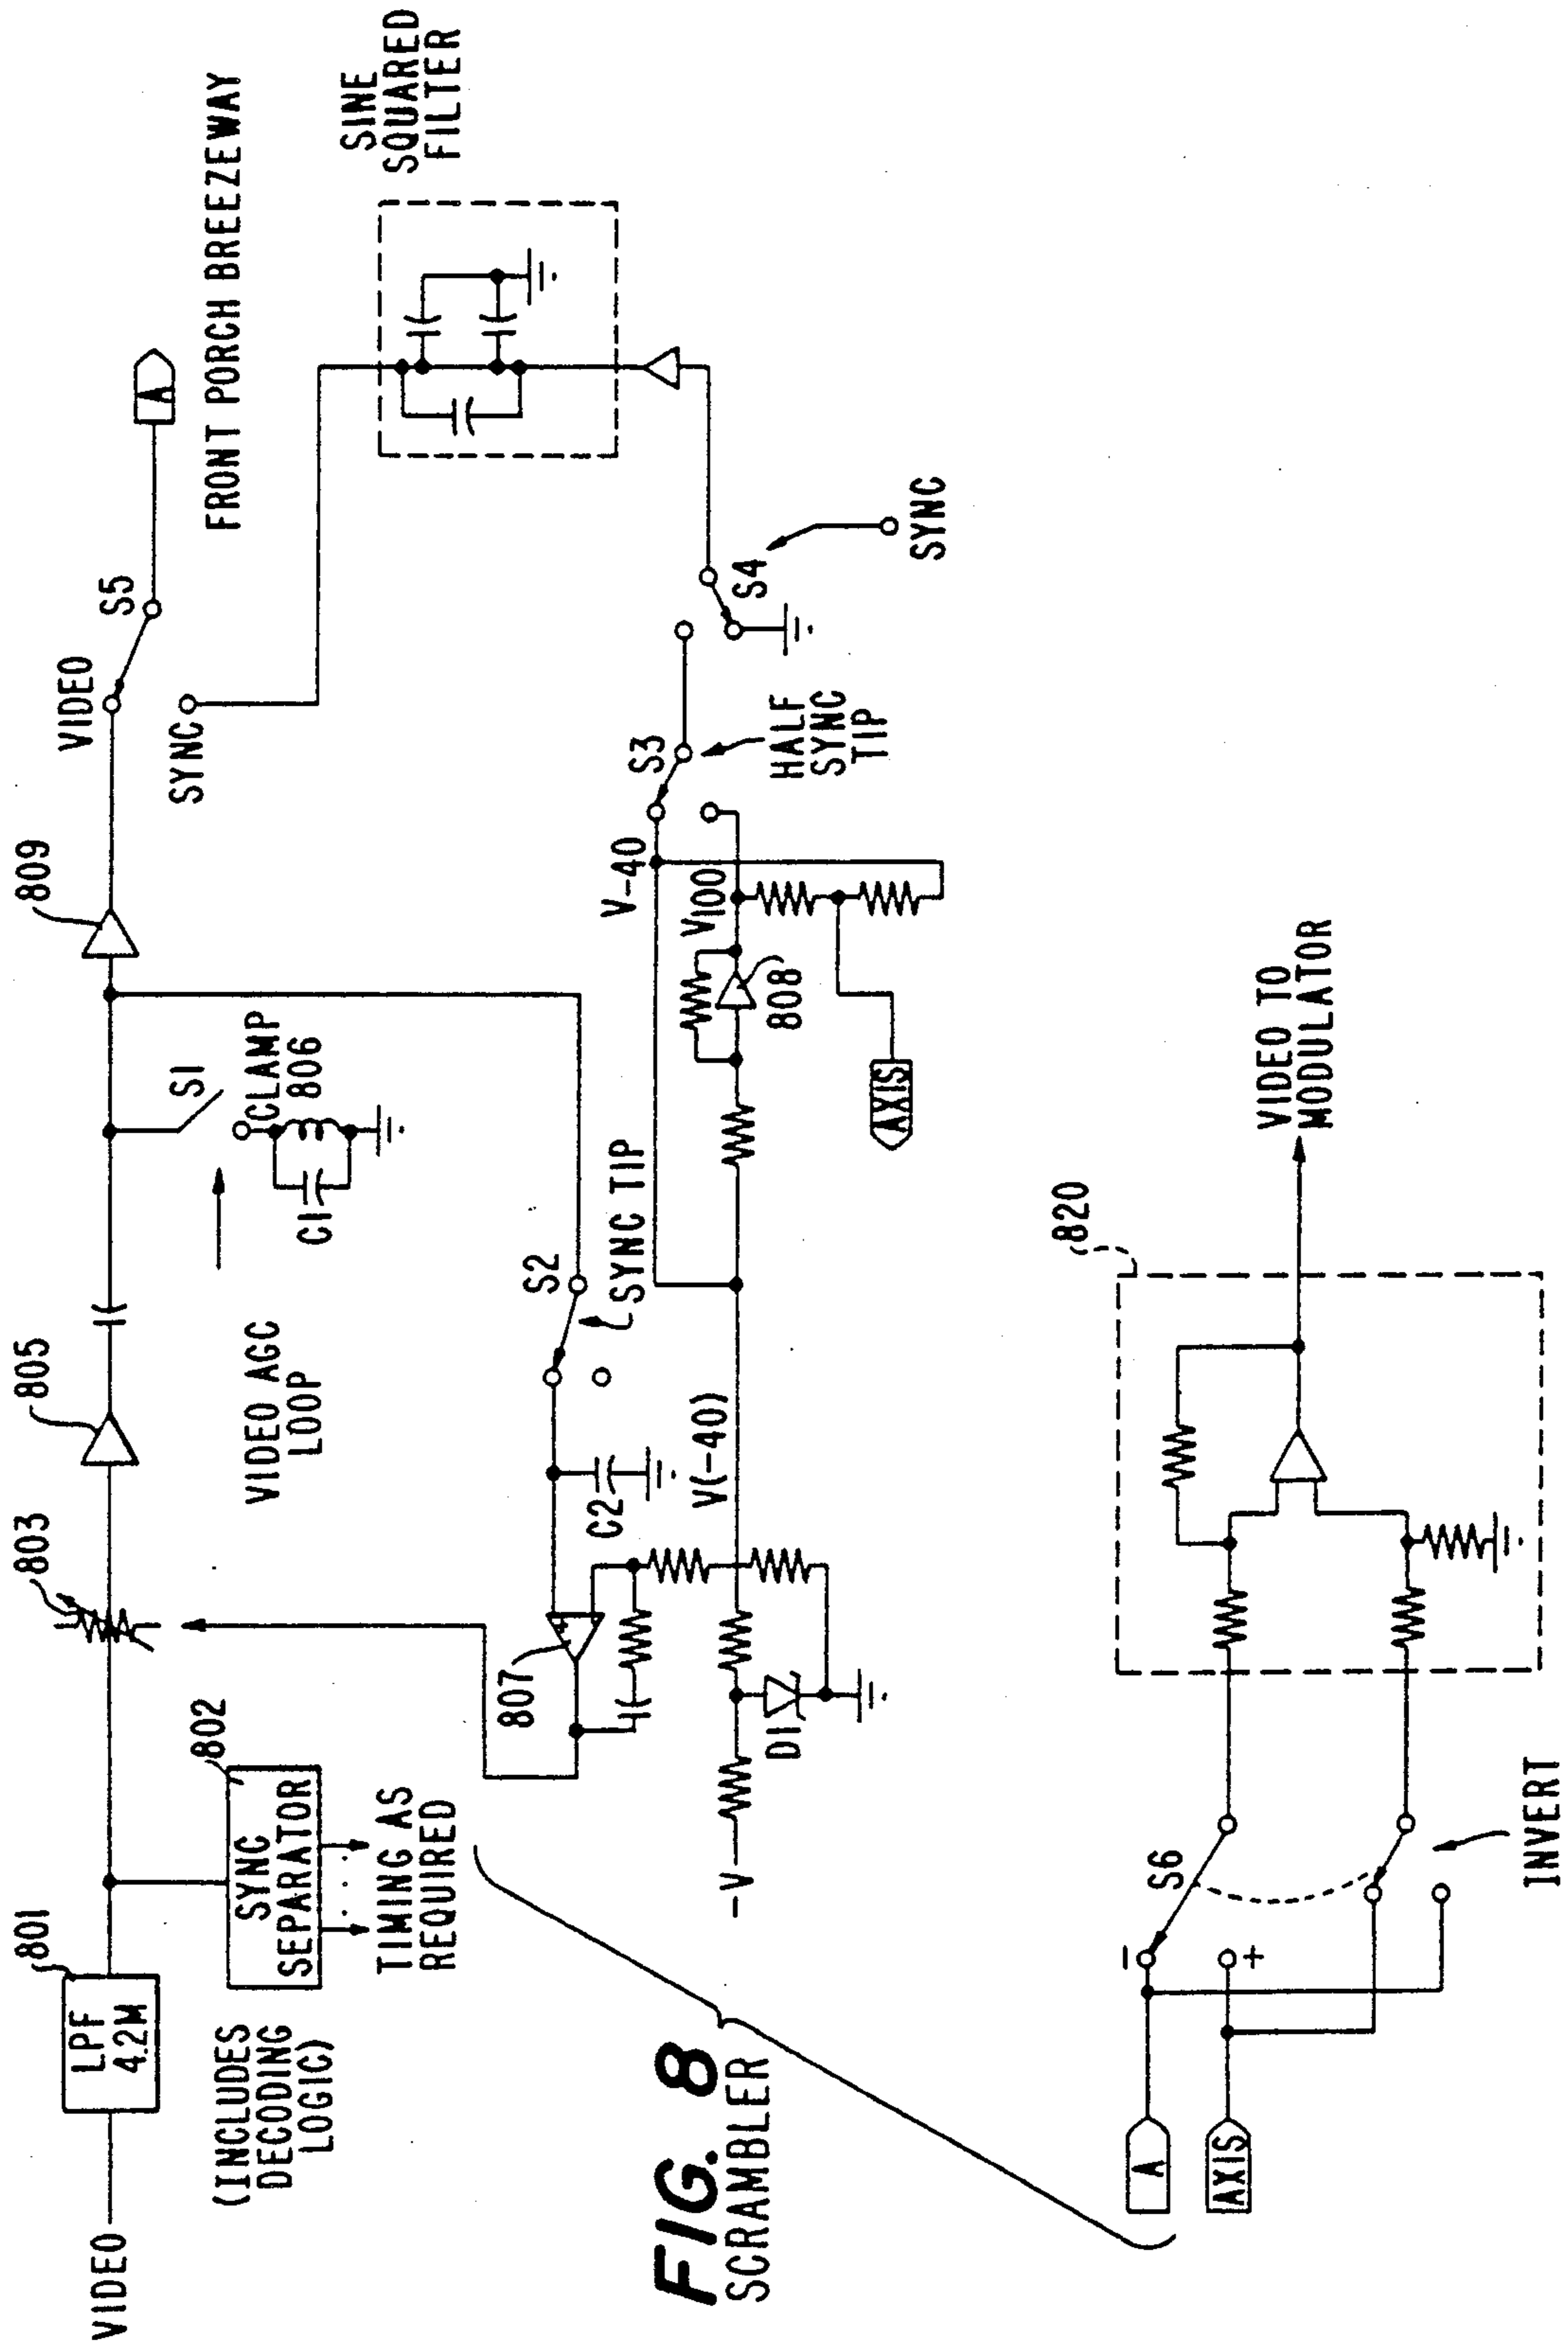 VIDEO
LPF
4.2M
801
(INCLUDES
DECODING
LOGIC)
SYNC
SEPARATOR
802
TIMING AS
REQUIRED
803
805
VIDEO AGC
LOOP
S1
CLAMP
806
C1
809
VIDEO
S5
SYNC
A
FRONT PORCH BREEZEWAY
SINE
SQUARED
FILTER
807
C2
S2
SYNC TIP
-V
D1
V(-40)
V-40
V100
808
AXIS
S3
HALF
SYNC
TIP
S4
SYNC
FIG. 8
SCRAMBLER
A
AXIS
-
+
S6
INVERT
820
VIDEO TO
MODULATOR